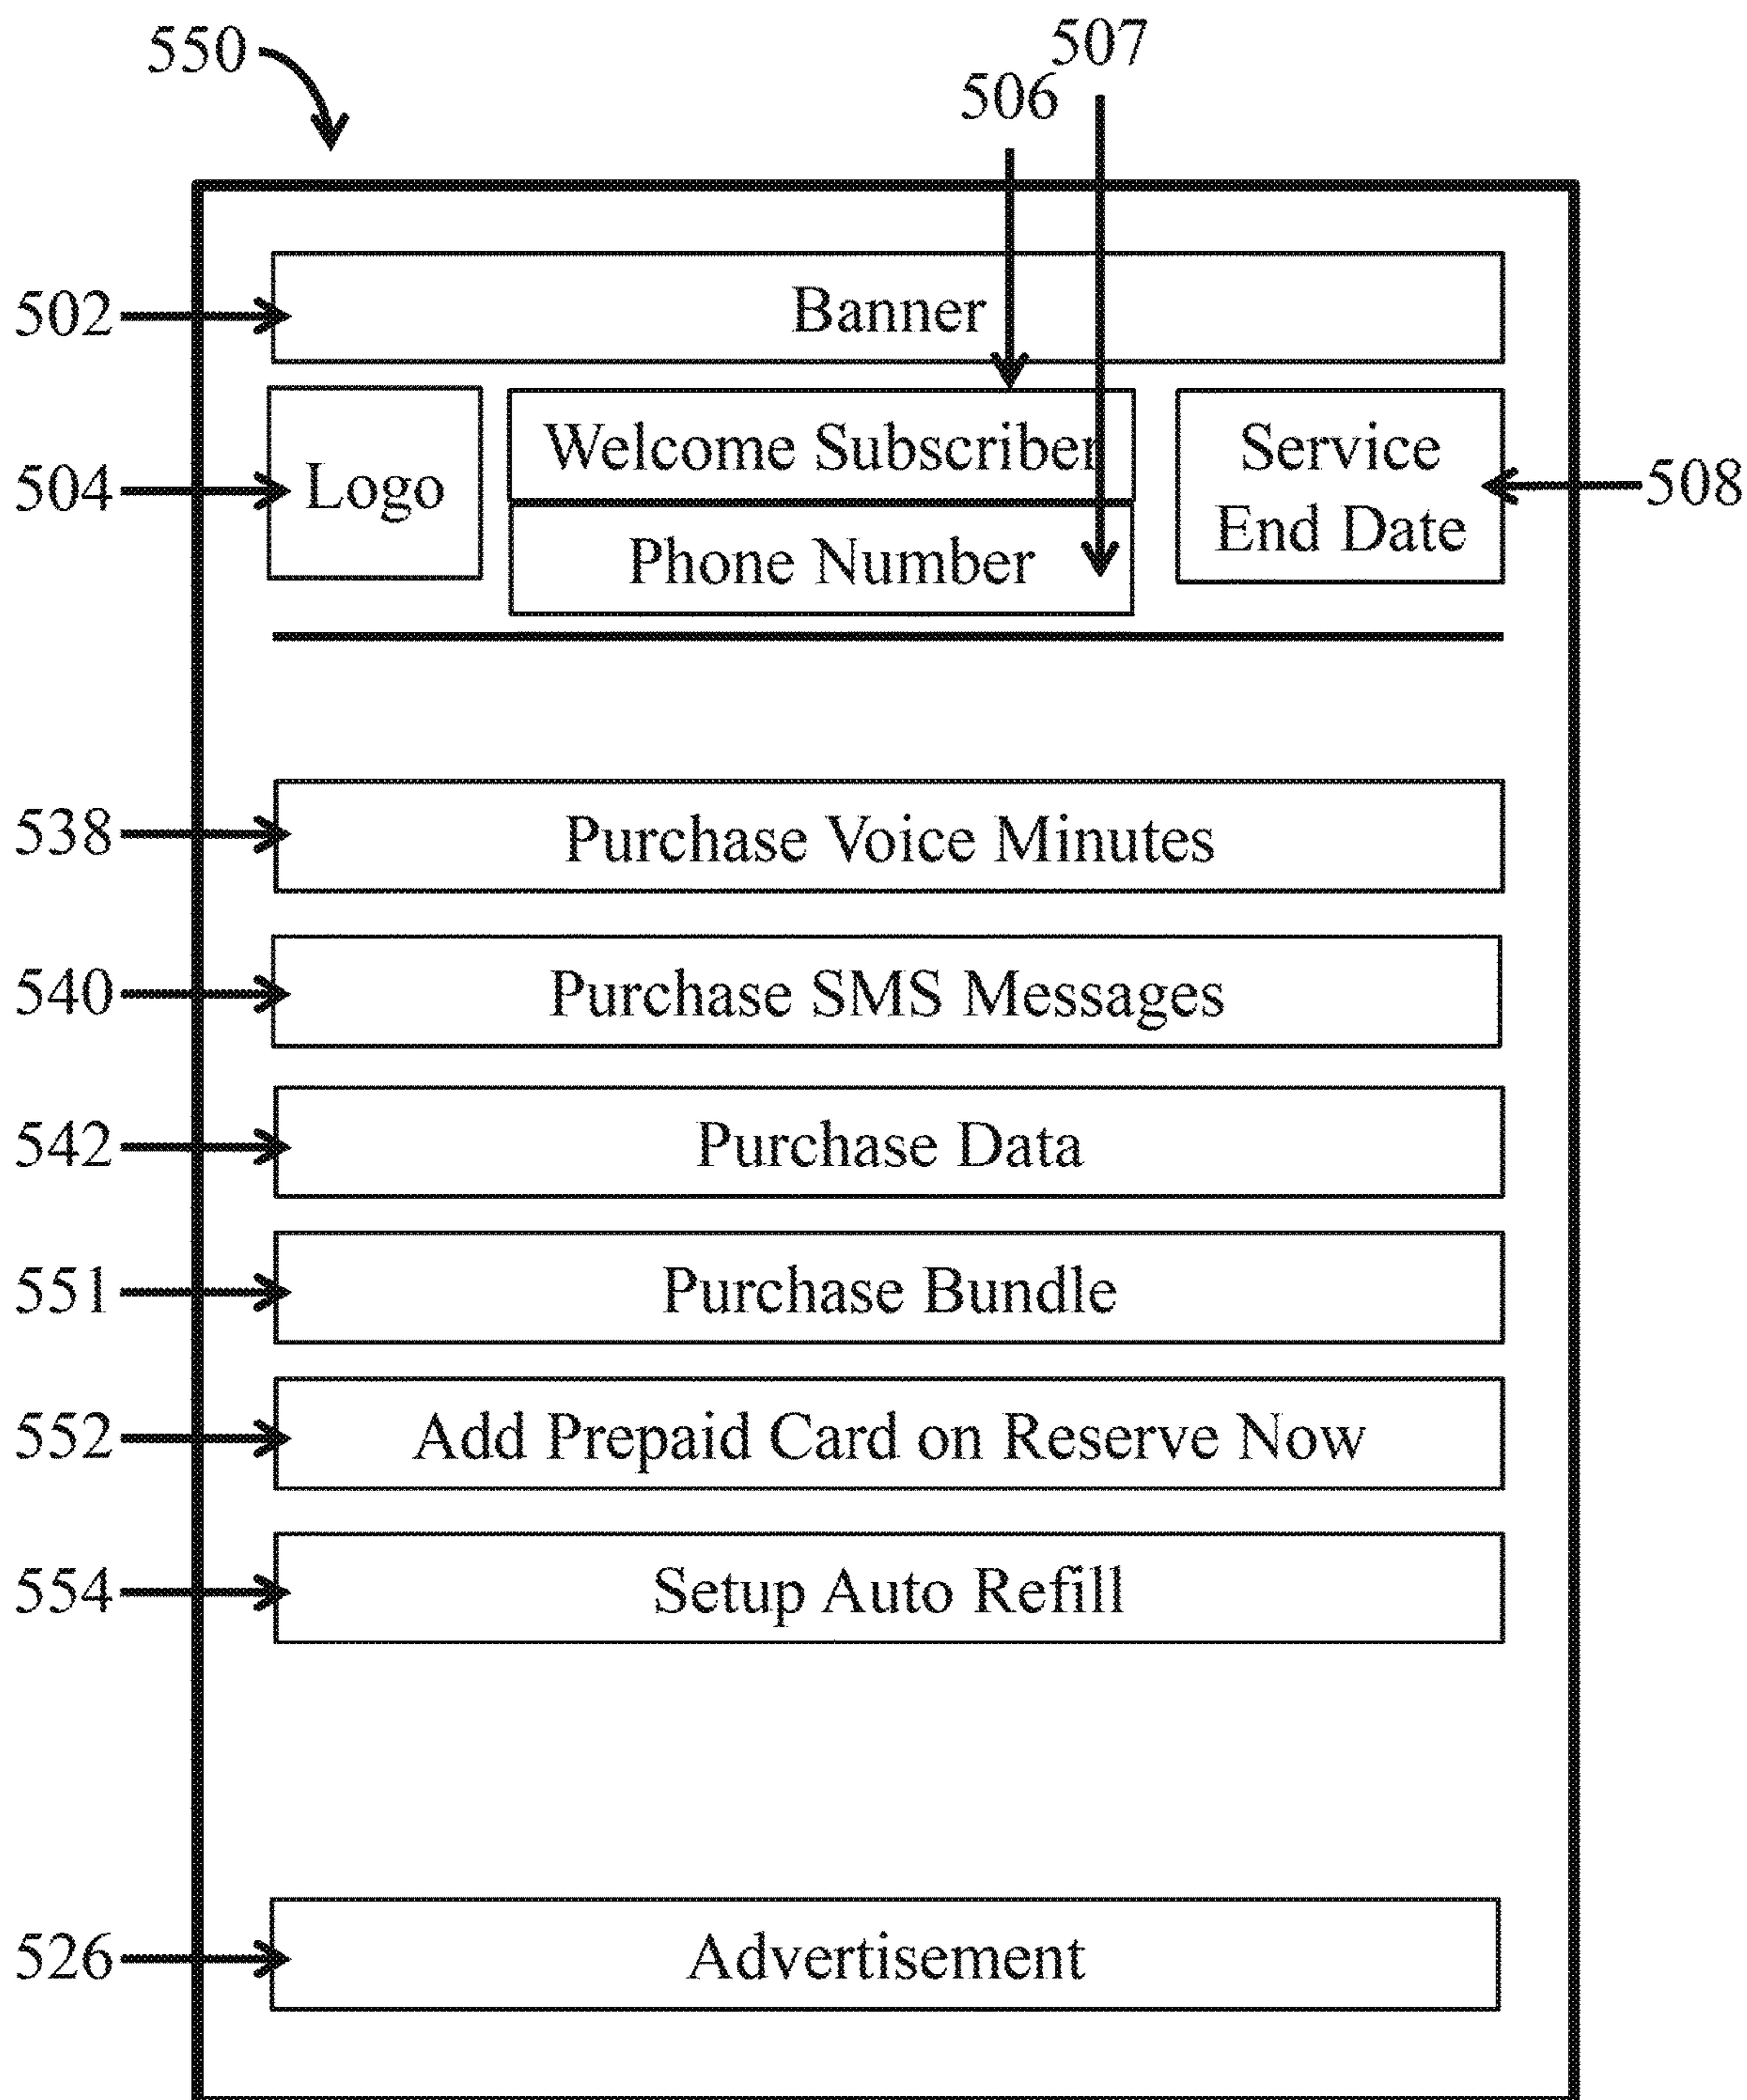 550
507
506
502
Banner
504
Logo
Welcome Subscriber
Phone Number
Service
End Date
508
538
Purchase Voice Minutes
540
Purchase SMS Messages
542
Purchase Data
551
Purchase Bundle
552
Add Prepaid Card on Reserve Now
554
Setup Auto Refill
526
Advertisement